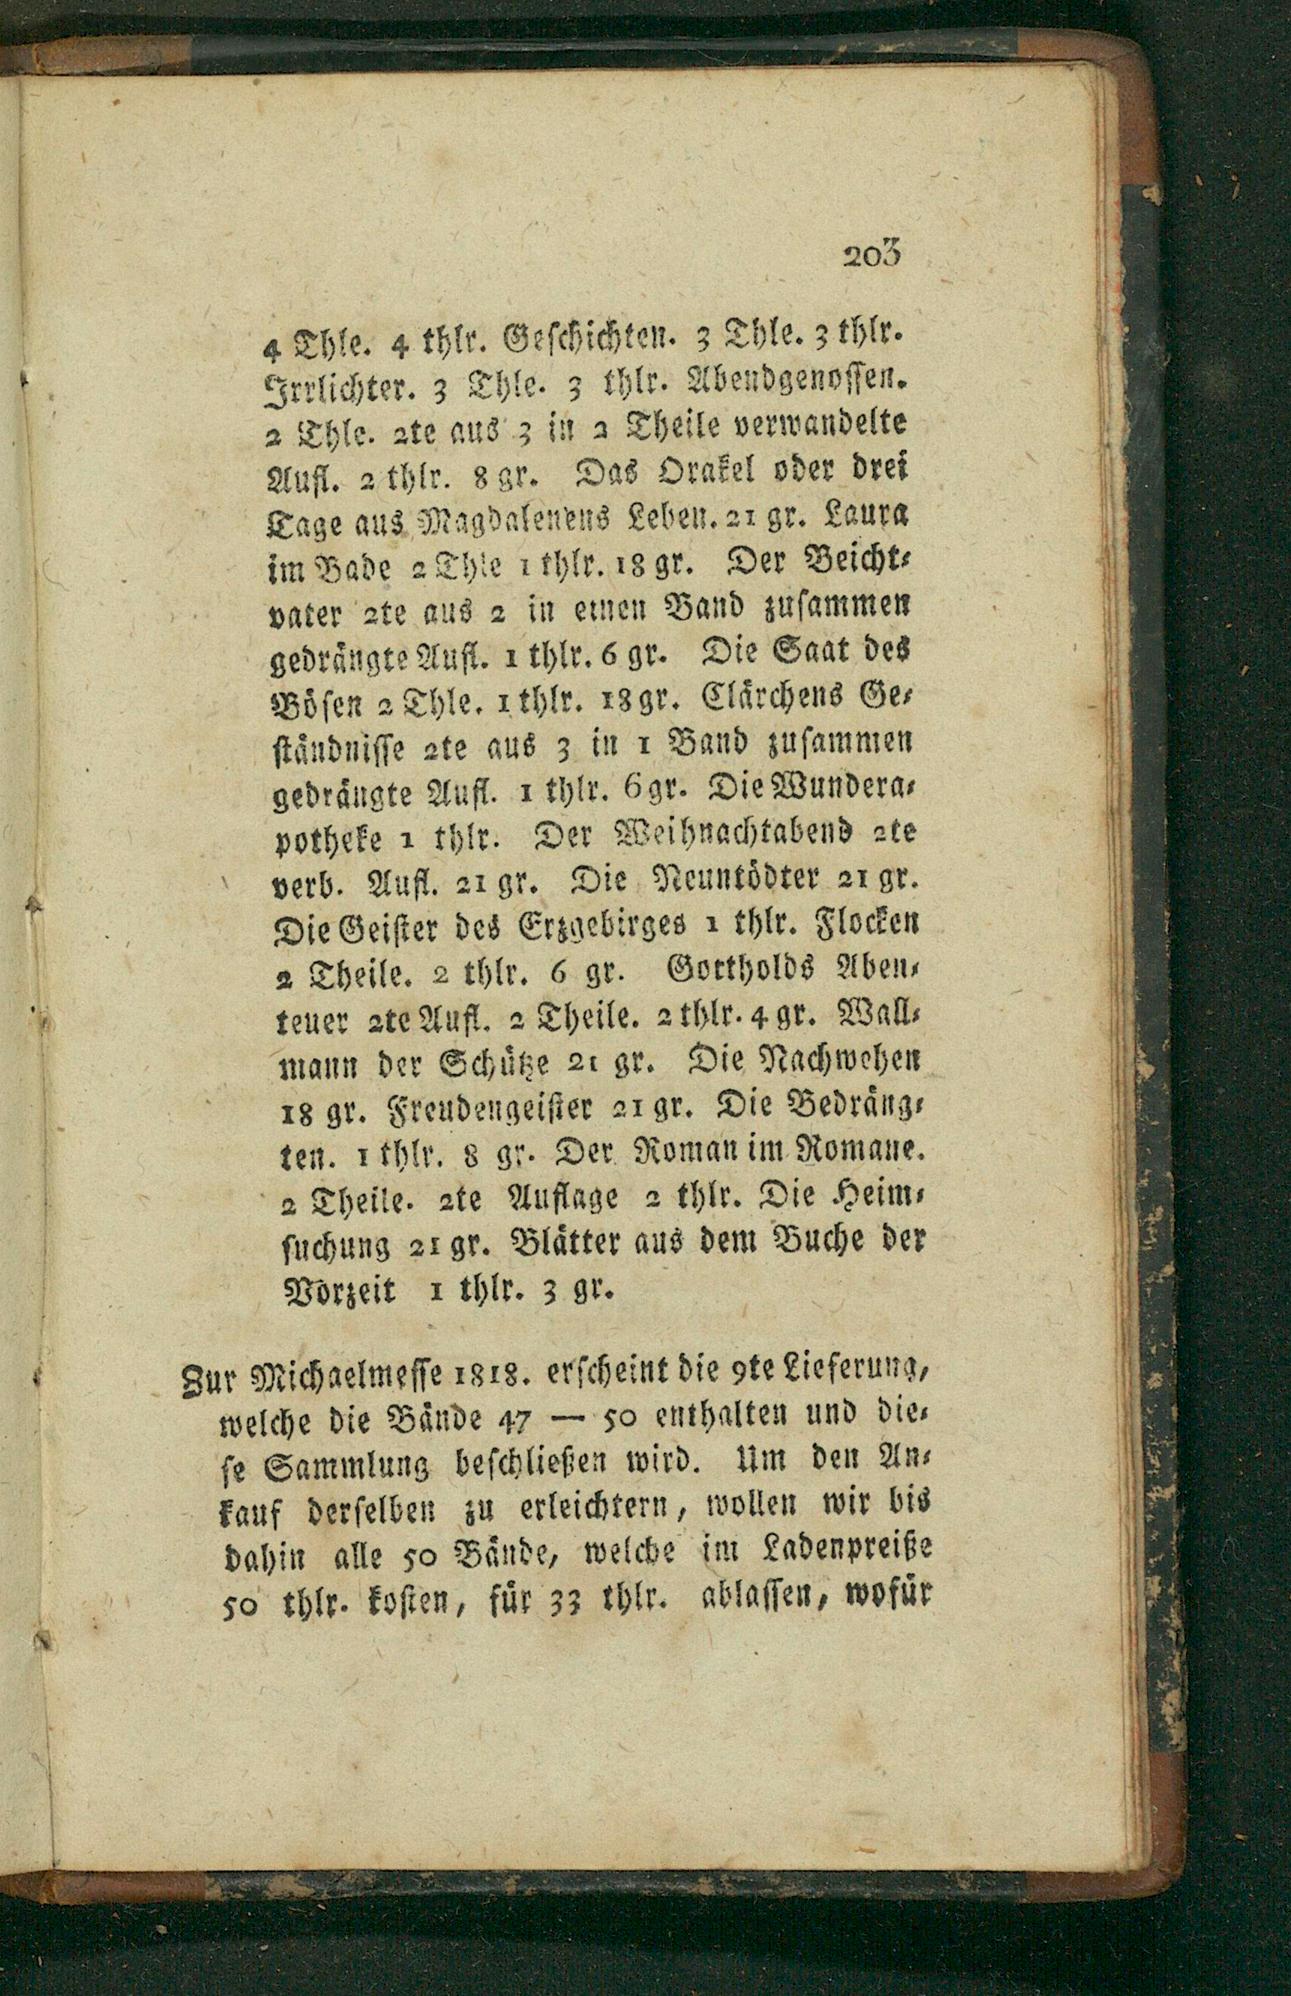 203
4 Thle. 4 thlr. Geschichten. 3 Thle. 3 thlr.
Irrlichter. 3 Thle. 3 thlr. Abendgenossen.
2 Thle. 2te aus 3 in 2 Theile verwandelte
Aufl. 2 thlr. 8 gr. Das Orakel oder drei
Tage aus Magdalenens Leben. 21 gr. Laura
im Bade 2 Thle 1 thlr. 18 gr. Der Beicht⸗
vater 2te aus 2 in einen Band zusammen
gedrängte Aufl. 1 thlr. 6 gr. Die Saat des
Bösen 2 Thle. 1 thlr. 18 gr. Clärchens Ge⸗
ständnisse 2te aus 3 in 1 Band zusammen
gedrängte Aufl. 1 thlr. 6 gr. Die Wundera⸗
potheke 1 thlr. Der Weihnachtabend 2te
verb. Aufl. 21 gr. Die Neuntödter 21 gr.
Die Geister des Erzgebirges 1 thlr. Flocken
2 Theile. 2 thlr. 6 gr. Gottholds Aben⸗
teuer 2te Aufl. 2 Theile. 2 thlr. 4 gr. Wall⸗
mann der Schütze 21 gr. Die Nachwehen
18 gr. Freudengeister 21 gr. Die Bedräng⸗
ten. 1 thlr. 8 gr. Der Roman im Romane.
2 Theile. 2te Auflage 2 thlr. Die Heim⸗
suchung 21 gr. Blätter aus dem Buche der
Vorzeit 1 thlr. 3 gr.
Zur Michaelmesse 1818. erscheint die 9te Lieferung,
welche die Bände 47 — 50 enthalten und die⸗
se Sammlung beschließen wird. Um den An⸗
kauf derselben zu erleichtern, wollen wir bis
dahin alle 50 Bände, welche im Ladenpreiße
50 thlr. kosten, für 33 thlr. ablassen, wofür